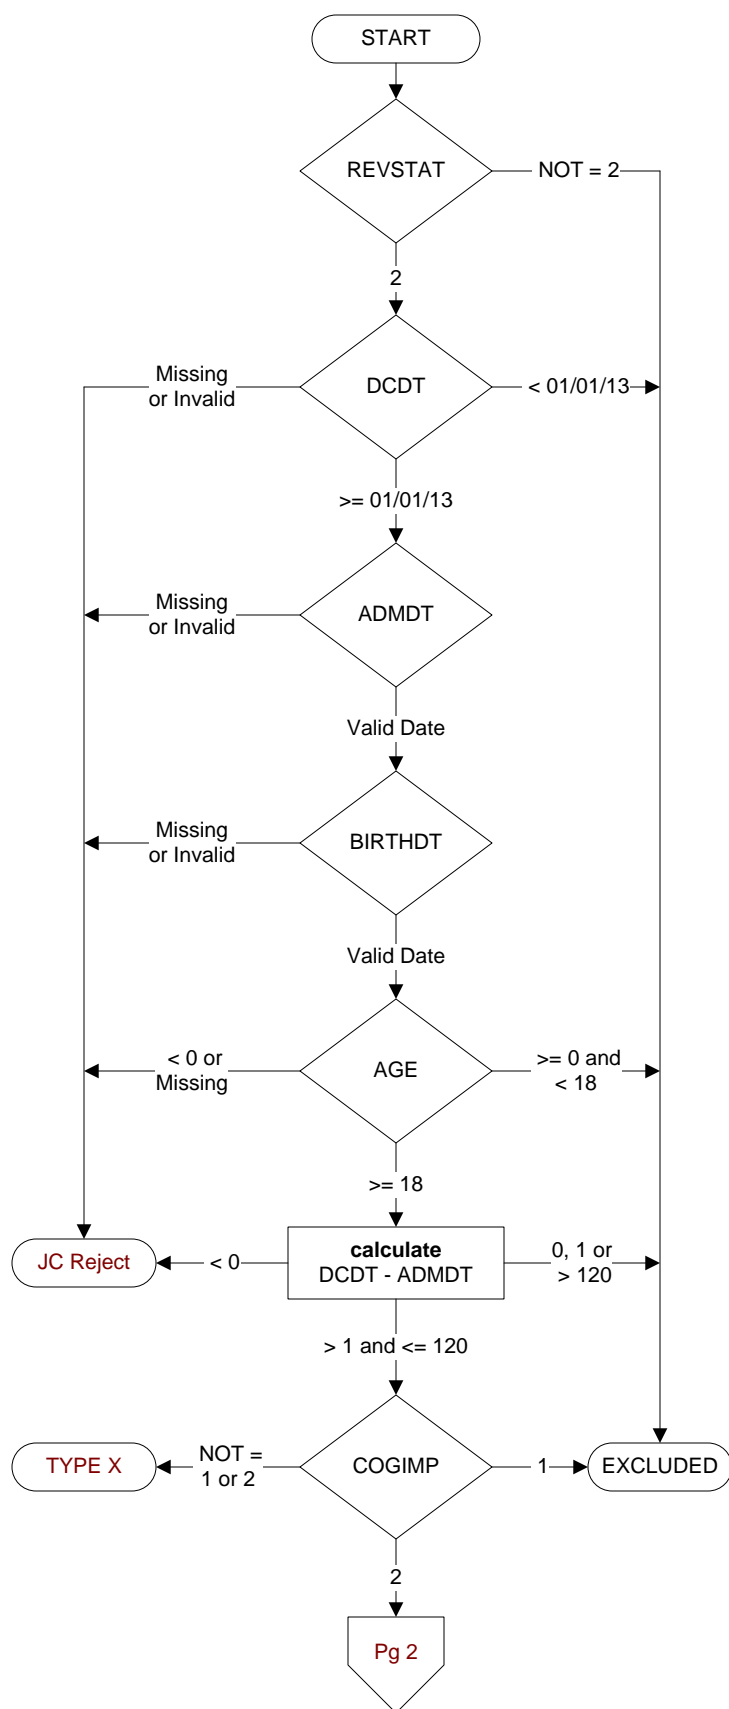 START
REVSTAT
NOT = 2
2
Missing
or Invalid
DCDT
< 01/01/13
>= 01/01/13
Missing
or Invalid
ADMDT
Valid Date
Missing
or Invalid
BIRTHDT
Valid Date
< 0 or
Missing
AGE
>= 0 and
< 18
>= 18
JC Reject
< 0
calculate
DCDT - ADMDT
0, 1 or
> 120
> 1 and <= 120
TYPE X
NOT =
1 or 2
COGIMP
1
EXCLUDED
2
Pg 2